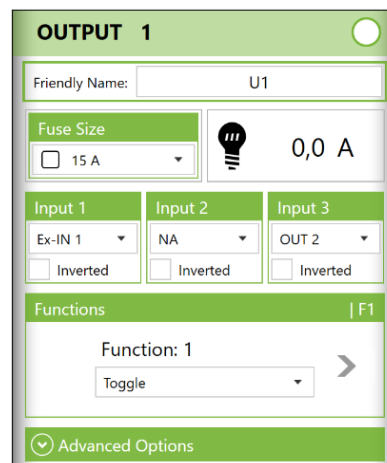 OUTPUT 1
Friendly Name: U1
Fuse Size
15 A
0,0 A
Input 1 Input 2 Input 3
Ex-IN 1 NA OUT 2
Inverted Inverted Inverted
Functions | F1
Function: 1
Toggle
Advanced Options